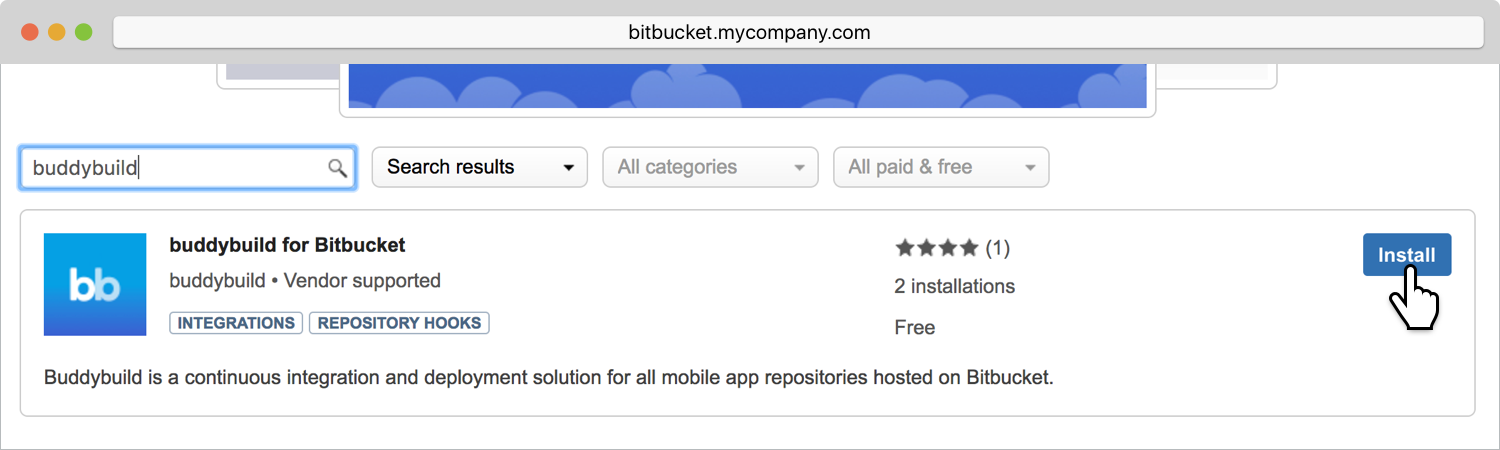 bitbucket.mycompany.com
buddybuild
Search results
All categories
All paid & free
bb
buddybuild for Bitbucket
buddybuild • Vendor supported
INTEGRATIONS
REPOSITORY HOOKS
★★★★ (1)
2 installations
Free
Install
Buddybuild is a continuous integration and deployment solution for all mobile app repositories hosted on Bitbucket.